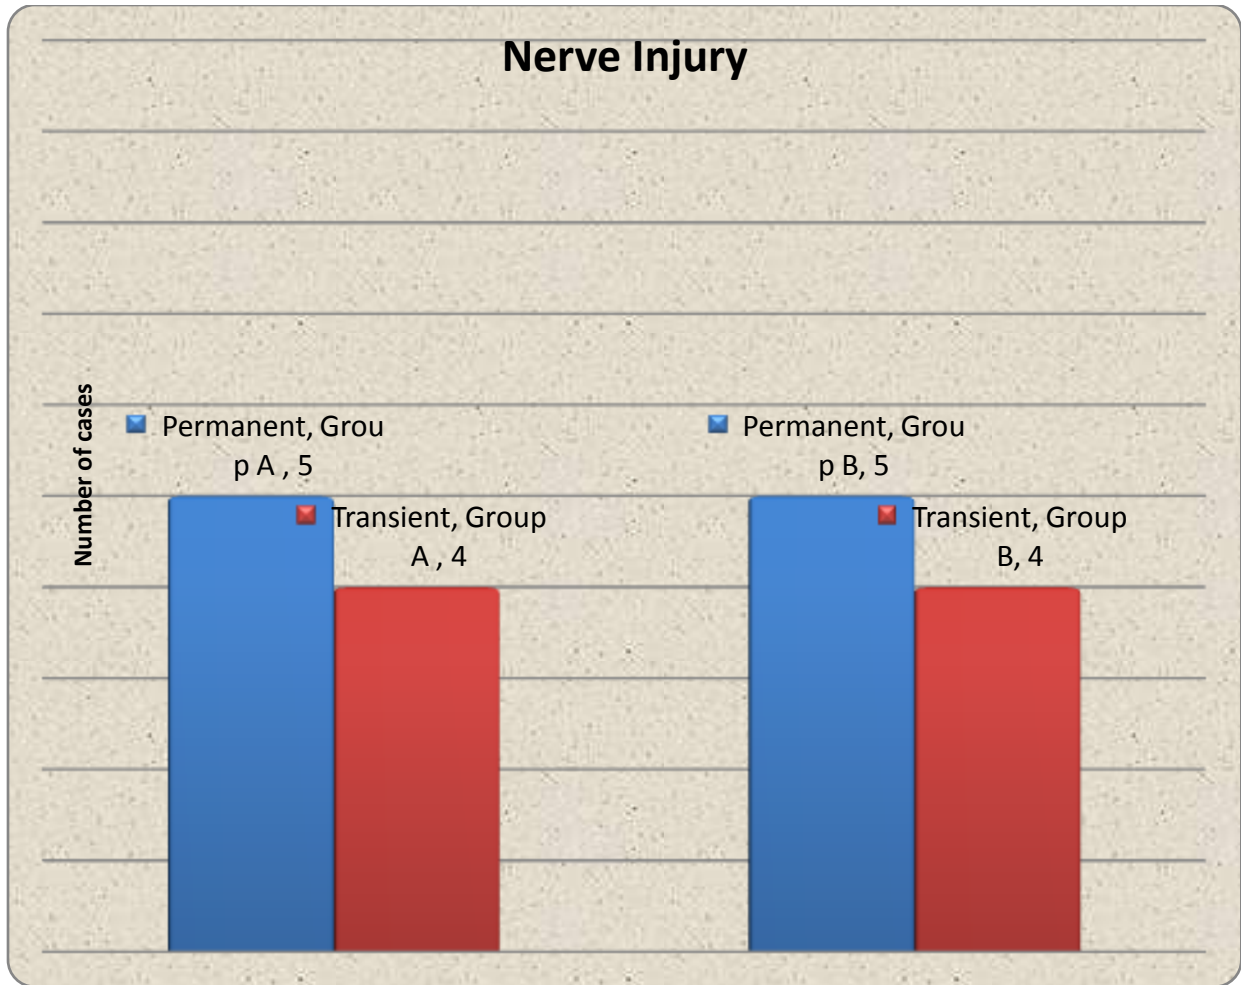 Nerve Injury
Number of cases
Permanent, Grou
p A , 5
Transient, Group
A , 4
Permanent, Grou
p B, 5
Transient, Group
B, 4